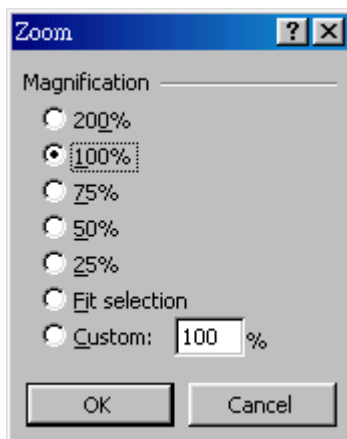 Zoom
Magnification
200%
100%
75%
50%
25%
Fit selection
Custom: 100 %
OK Cancel